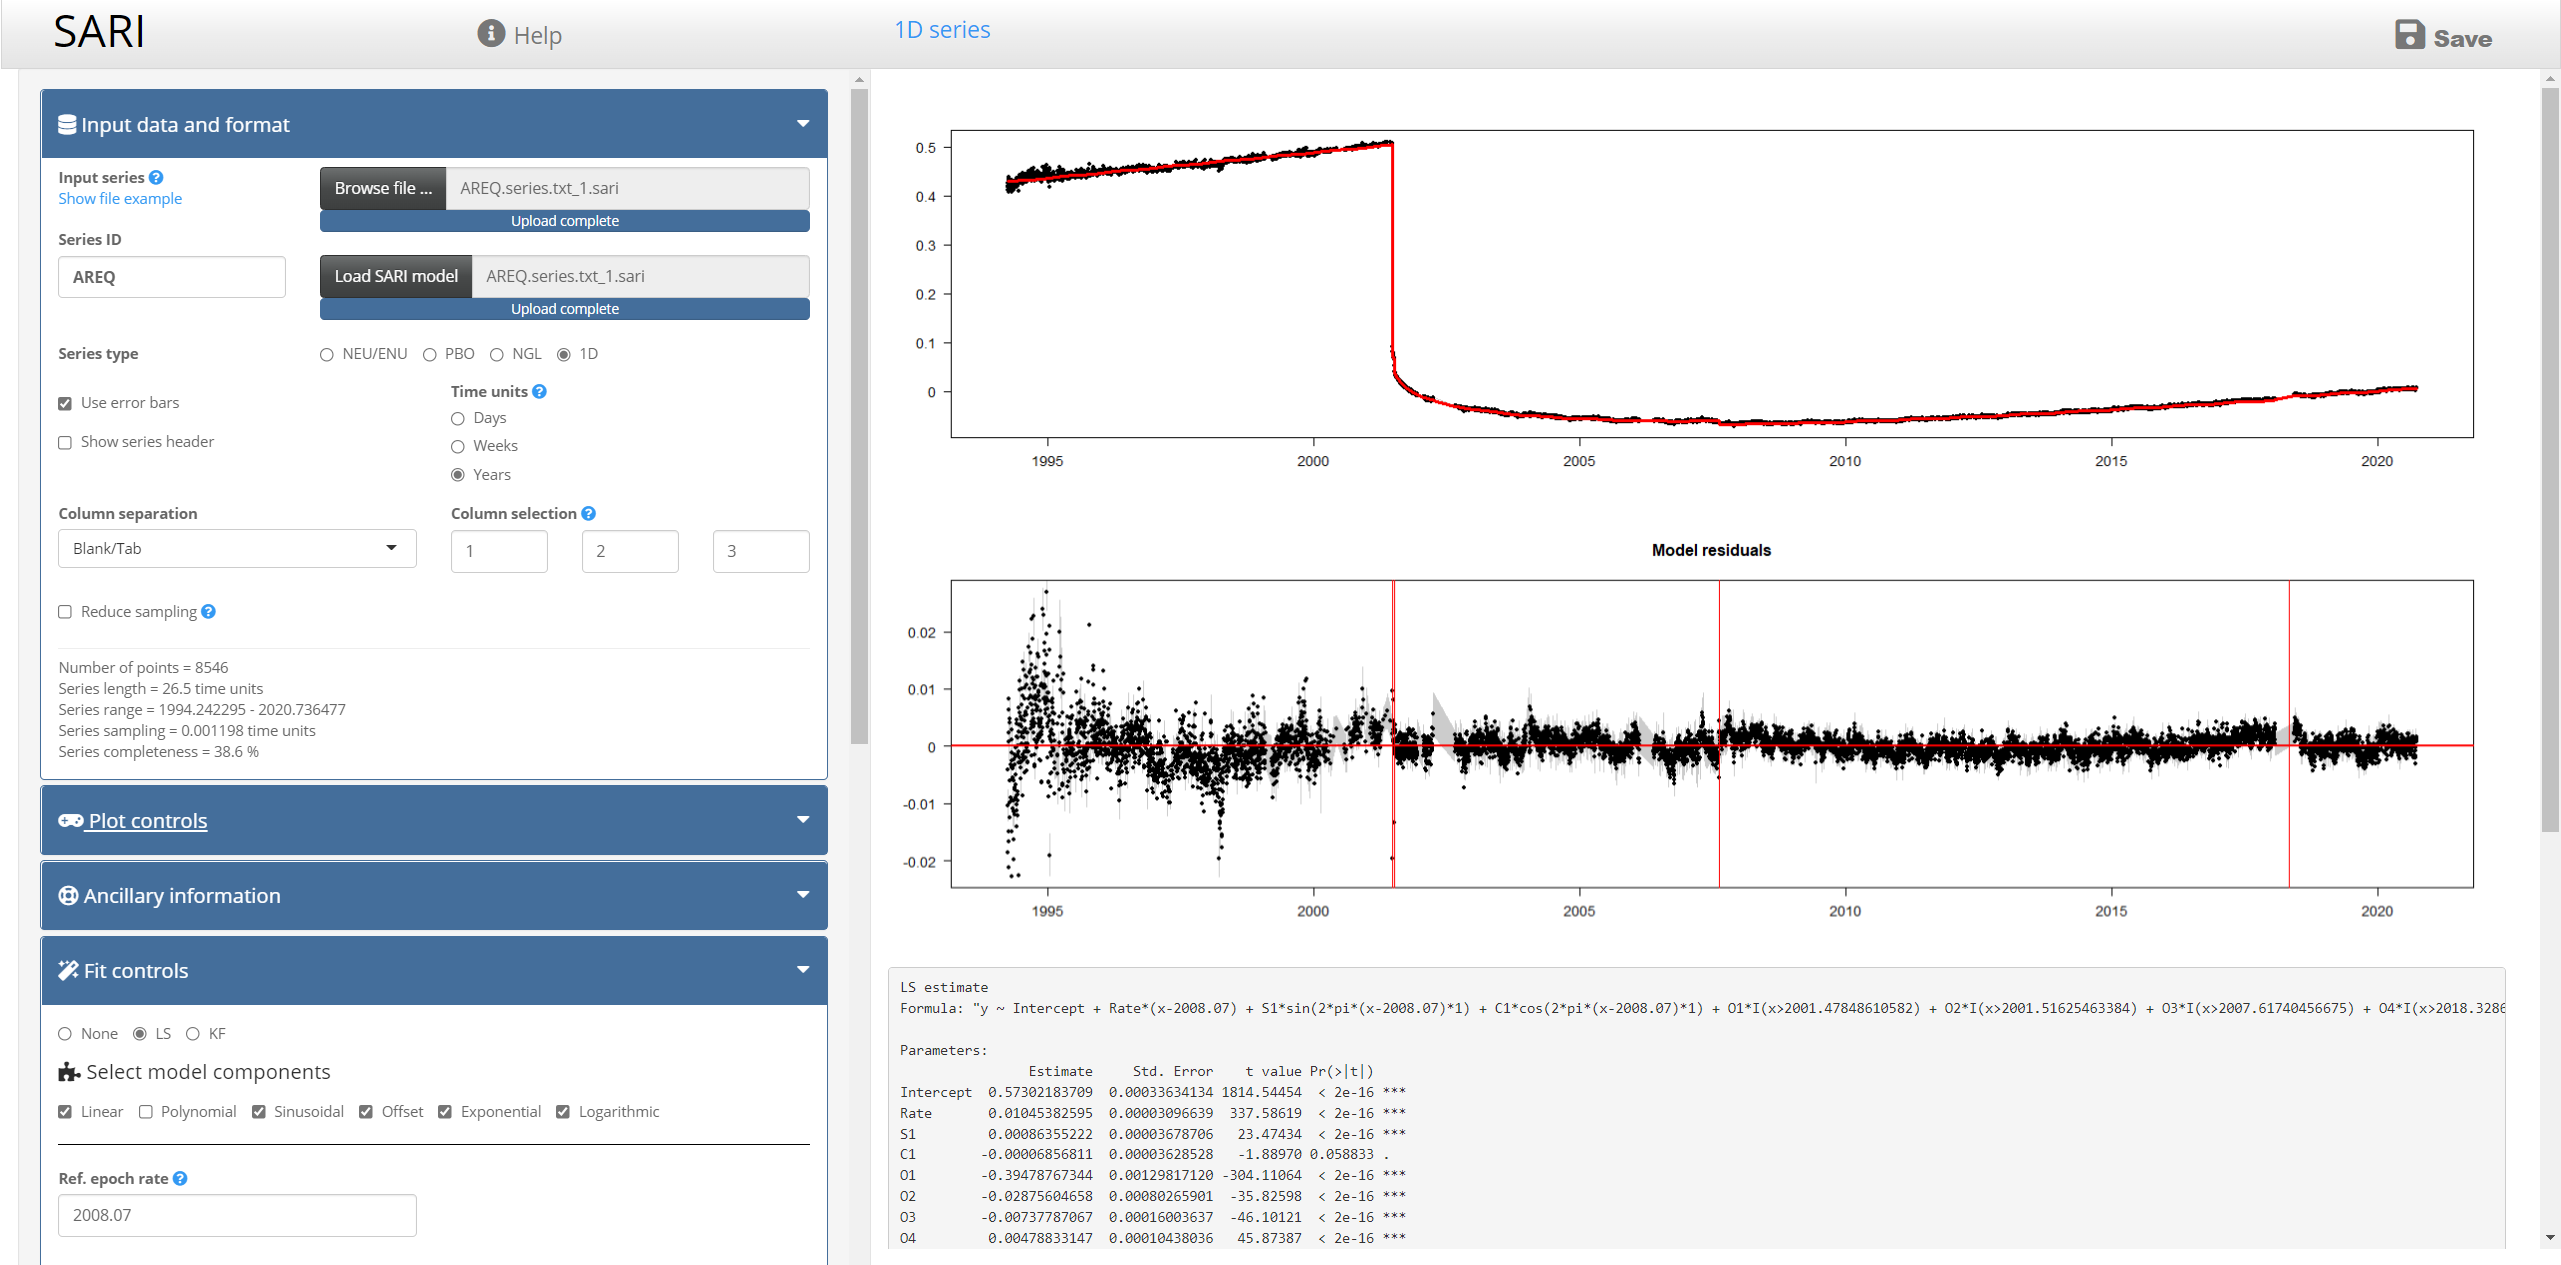 SARI
Help
1D series
Save
Input data and format
Input series
Show file example
Browse file ...
AREQ.series.txt_1.sari
Upload complete
Series ID
AREQ
Load SARI model
AREQ.series.txt_1.sari
Upload complete
Series type
NEU/ENU PBO NGL 1D
Use error bars
Show series header
Time units
Days
Weeks
Years
Column separation
Blank/Tab
Column selection
1 2 3
Reduce sampling
Number of points = 8546
Series length = 26.5 time units
Series range = 1994.242295 - 2020.736477
Series sampling = 0.001198 time units
Series completeness = 38.6 %
Plot controls
Ancillary information
Fit controls
None LS KF
Select model components
Linear Polynomial Sinusoidal Offset Exponential Logarithmic
Ref. epoch rate
2008.07
0.5
0.4
0.3
0.2
0.1
0
1995 2000 2005 2010 2015 2020
Model residuals
0.02
0.01
0
-0.01
-0.02
1995 2000 2005 2010 2015 2020
LS estimate
Formula: "y ~ Intercept + Rate*(x-2008.07) + S1*sin(2*pi*(x-2008.07)*1) + C1*cos(2*pi*(x-2008.07)*1) + O1*I(x>2001.47848610582) + O2*I(x>2001.51625463384) + O3*I(x>2007.61740456675) + O4*I(x>2018.3286
Parameters:
Estimate Std. Error t value Pr(>|t|)
Intercept 0.57302183709 0.00033634134 1814.54454 < 2e-16 ***
Rate 0.01045382595 0.00003096639 337.58619 < 2e-16 ***
S1 0.00086355222 0.00003678706 23.47434 < 2e-16 ***
C1 -0.00006856811 0.00003628528 -1.88970 0.058833 .
O1 -0.39478767344 0.00129817120 -304.11064 < 2e-16 ***
O2 -0.02875604658 0.00080265901 -35.82598 < 2e-16 ***
O3 -0.00737787067 0.00016003637 -46.10121 < 2e-16 ***
O4 0.00478833147 0.00010438036 45.87387 < 2e-16 ***